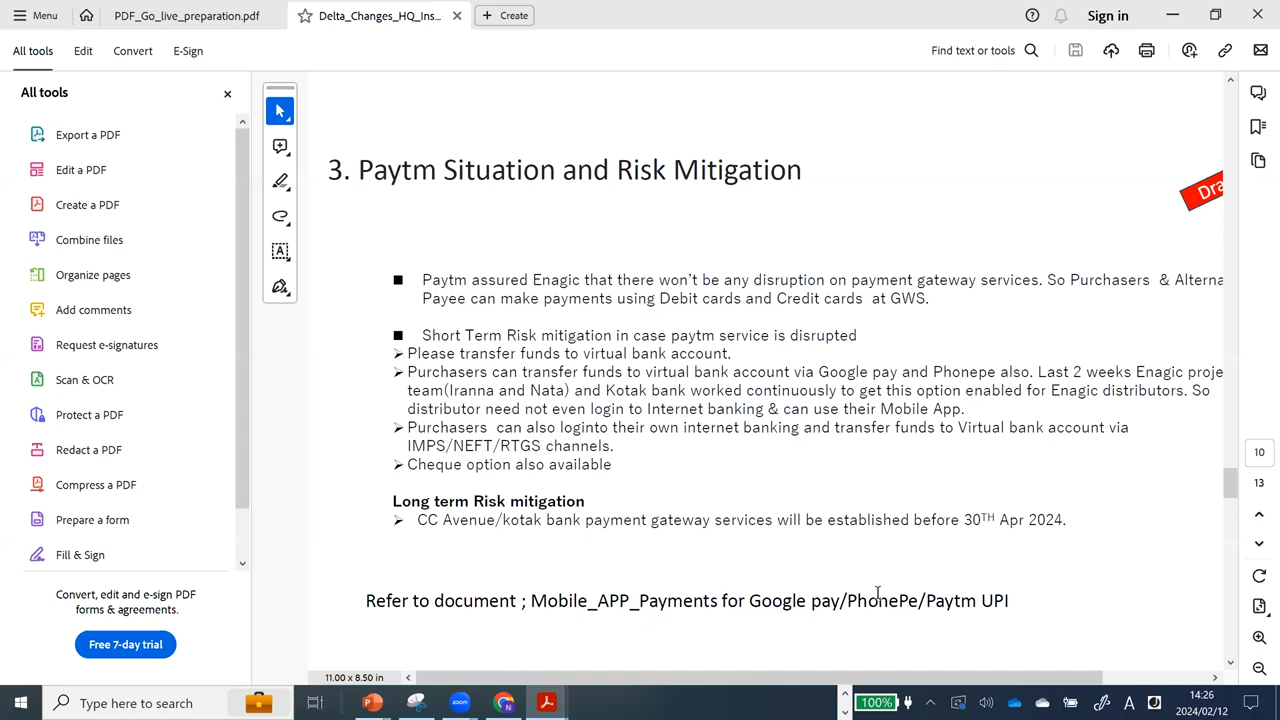 Menu
PDF_Go_live_preparation.pdf
Delta_Changes_HQ_Ins...
Create
Sign in
All tools
Edit
Convert
E-Sign
Find text or tools
All tools
Export a PDF
Edit a PDF
Create a PDF
Combine files
Organize pages
Add comments
Request e-signatures
Scan & OCR
Protect a PDF
Redact a PDF
Compress a PDF
Prepare a form
Fill & Sign
Convert, edit and e-sign PDF
forms & agreements.
Free 7-day trial
3. Paytm Situation and Risk Mitigation
Dra
■ Paytm assured Enagic that there won't be any disruption on payment gateway services. So Purchasers & Alterna
Payee can make payments using Debit cards and Credit cards at GWS.
■ Short Term Risk mitigation in case paytm service is disrupted
➢ Please transfer funds to virtual bank account.
➢ Purchasers can transfer funds to virtual bank account via Google pay and Phonepe also. Last 2 weeks Enagic proje
team(Iranna and Nata) and Kotak bank worked continuously to get this option enabled for Enagic distributors. So
distributor need not even login to Internet banking & can use their Mobile App.
➢ Purchasers can also loginto their own internet banking and transfer funds to Virtual bank account via
IMPS/NEFT/RTGS channels.
➢ Cheque option also available
Long term Risk mitigation
➢ CC Avenue/kotak bank payment gateway services will be established before 30TH Apr 2024.
Refer to document ; Mobile_APP_Payments for Google pay/PhonePe/Paytm UPI
10
13
11.00 x 8.50 in
Type here to search
100%
14:26
2024/02/12